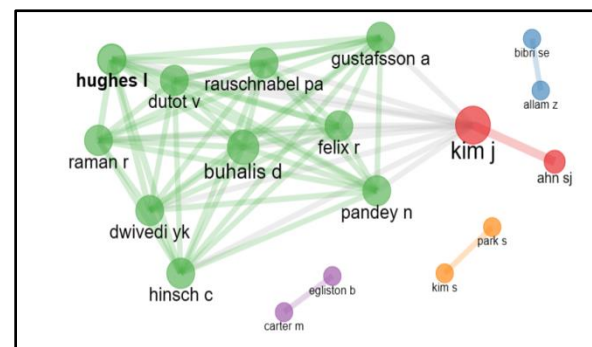 gustafsson a
bibri se
hughes l
rauschnabel pa
dutot v
allam z
kim j
raman r
felix r
buhalis d
ahn sj
pandey n
dwivedi yk
park s
hinsch c
egliston b
kim s
carter m